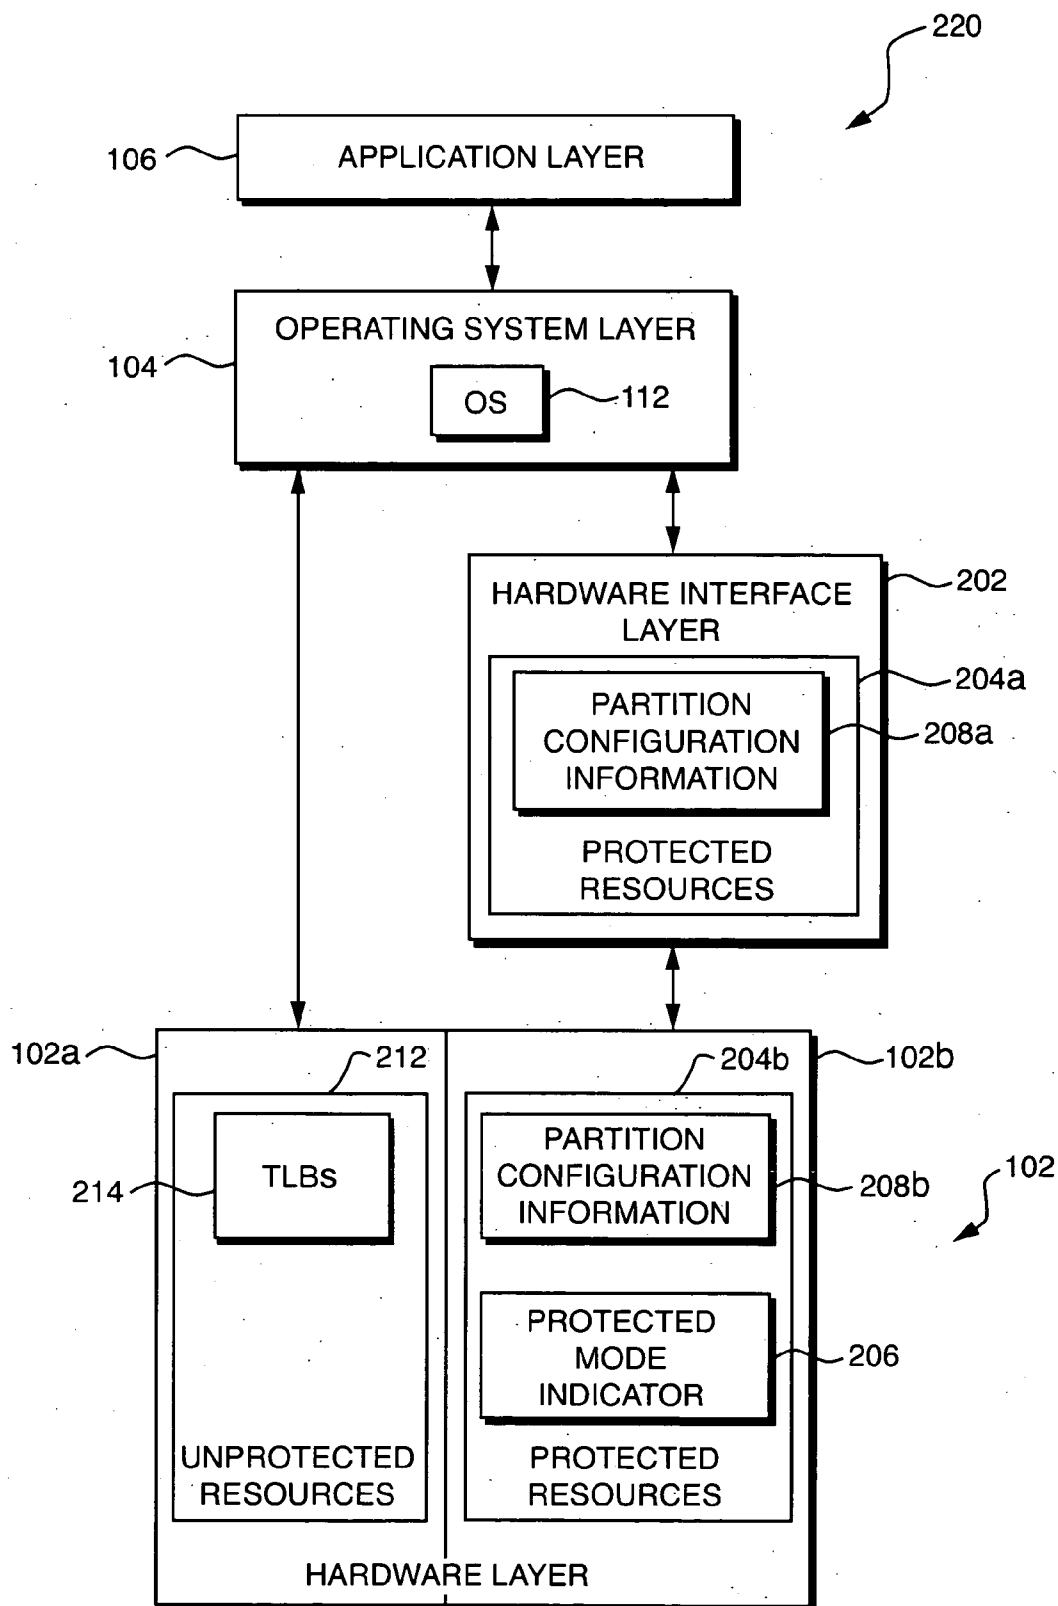 220
106
APPLICATION LAYER
OPERATING SYSTEM LAYER
104
OS
112
HARDWARE INTERFACE
LAYER
202
204a
PARTITION
CONFIGURATION
INFORMATION
208a
PROTECTED
RESOURCES
102a
212
204b
102b
TLBs
214
PARTITION
CONFIGURATION
INFORMATION
208b
102
PROTECTED
MODE
INDICATOR
206
UNPROTECTED
RESOURCES
PROTECTED
RESOURCES
HARDWARE LAYER